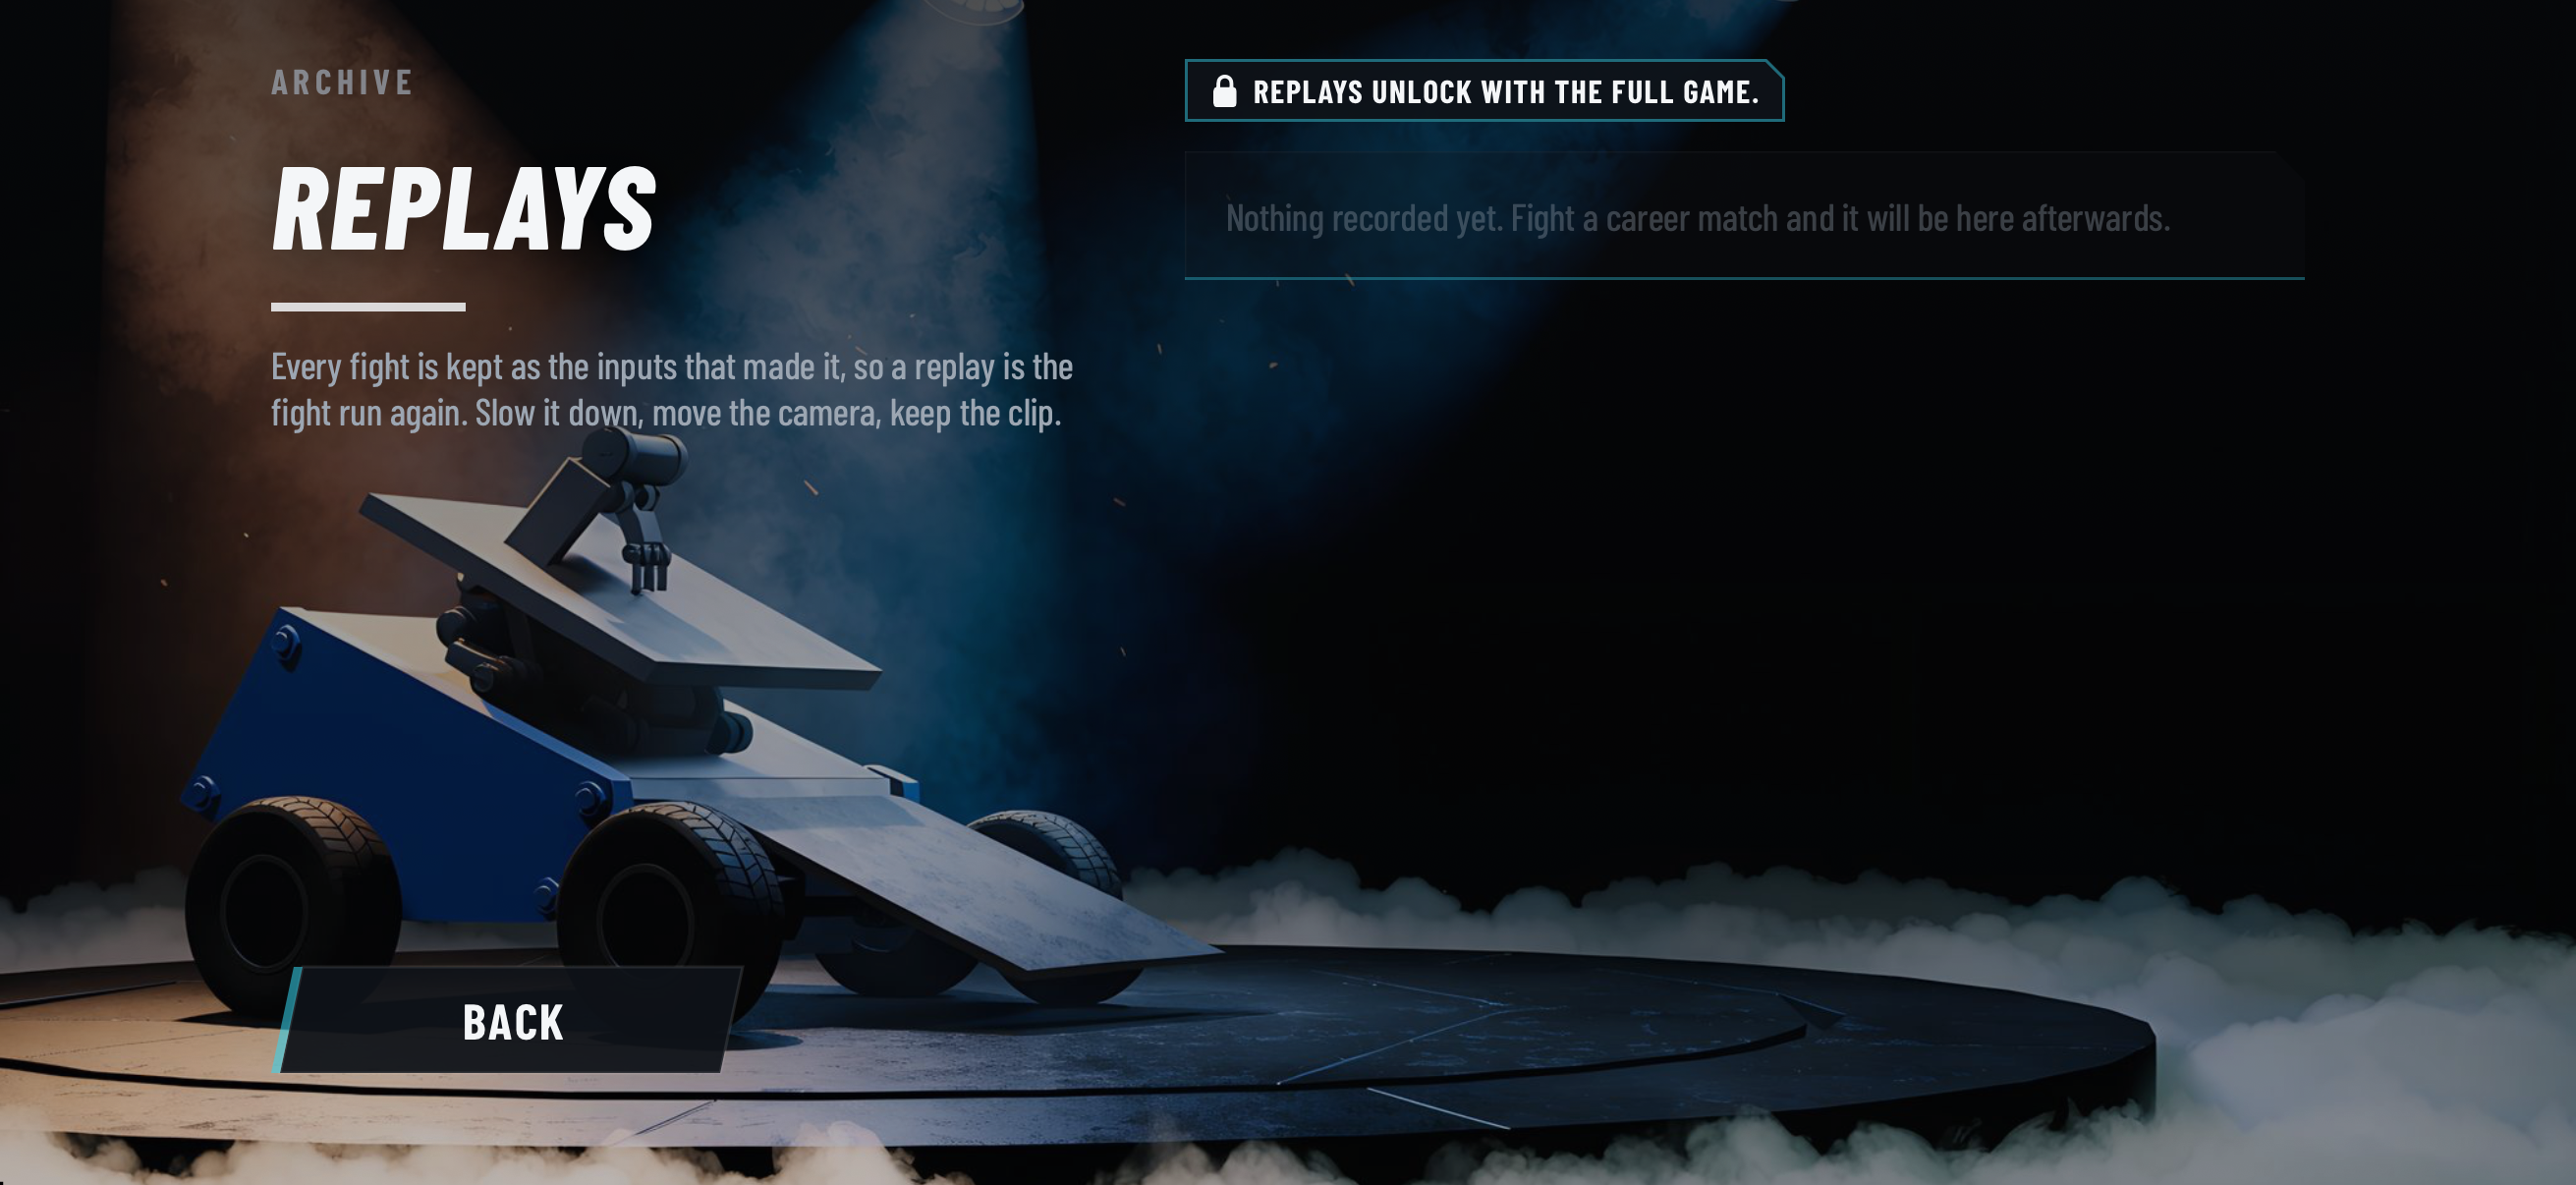 ARCHIVE
REPLAYS
Every fight is kept as the inputs that made it, so a replay is the
fight run again. Slow it down, move the camera, keep the clip.
REPLAYS UNLOCK WITH THE FULL GAME.
Nothing recorded yet. Fight a career match and it will be here afterwards.
BACK